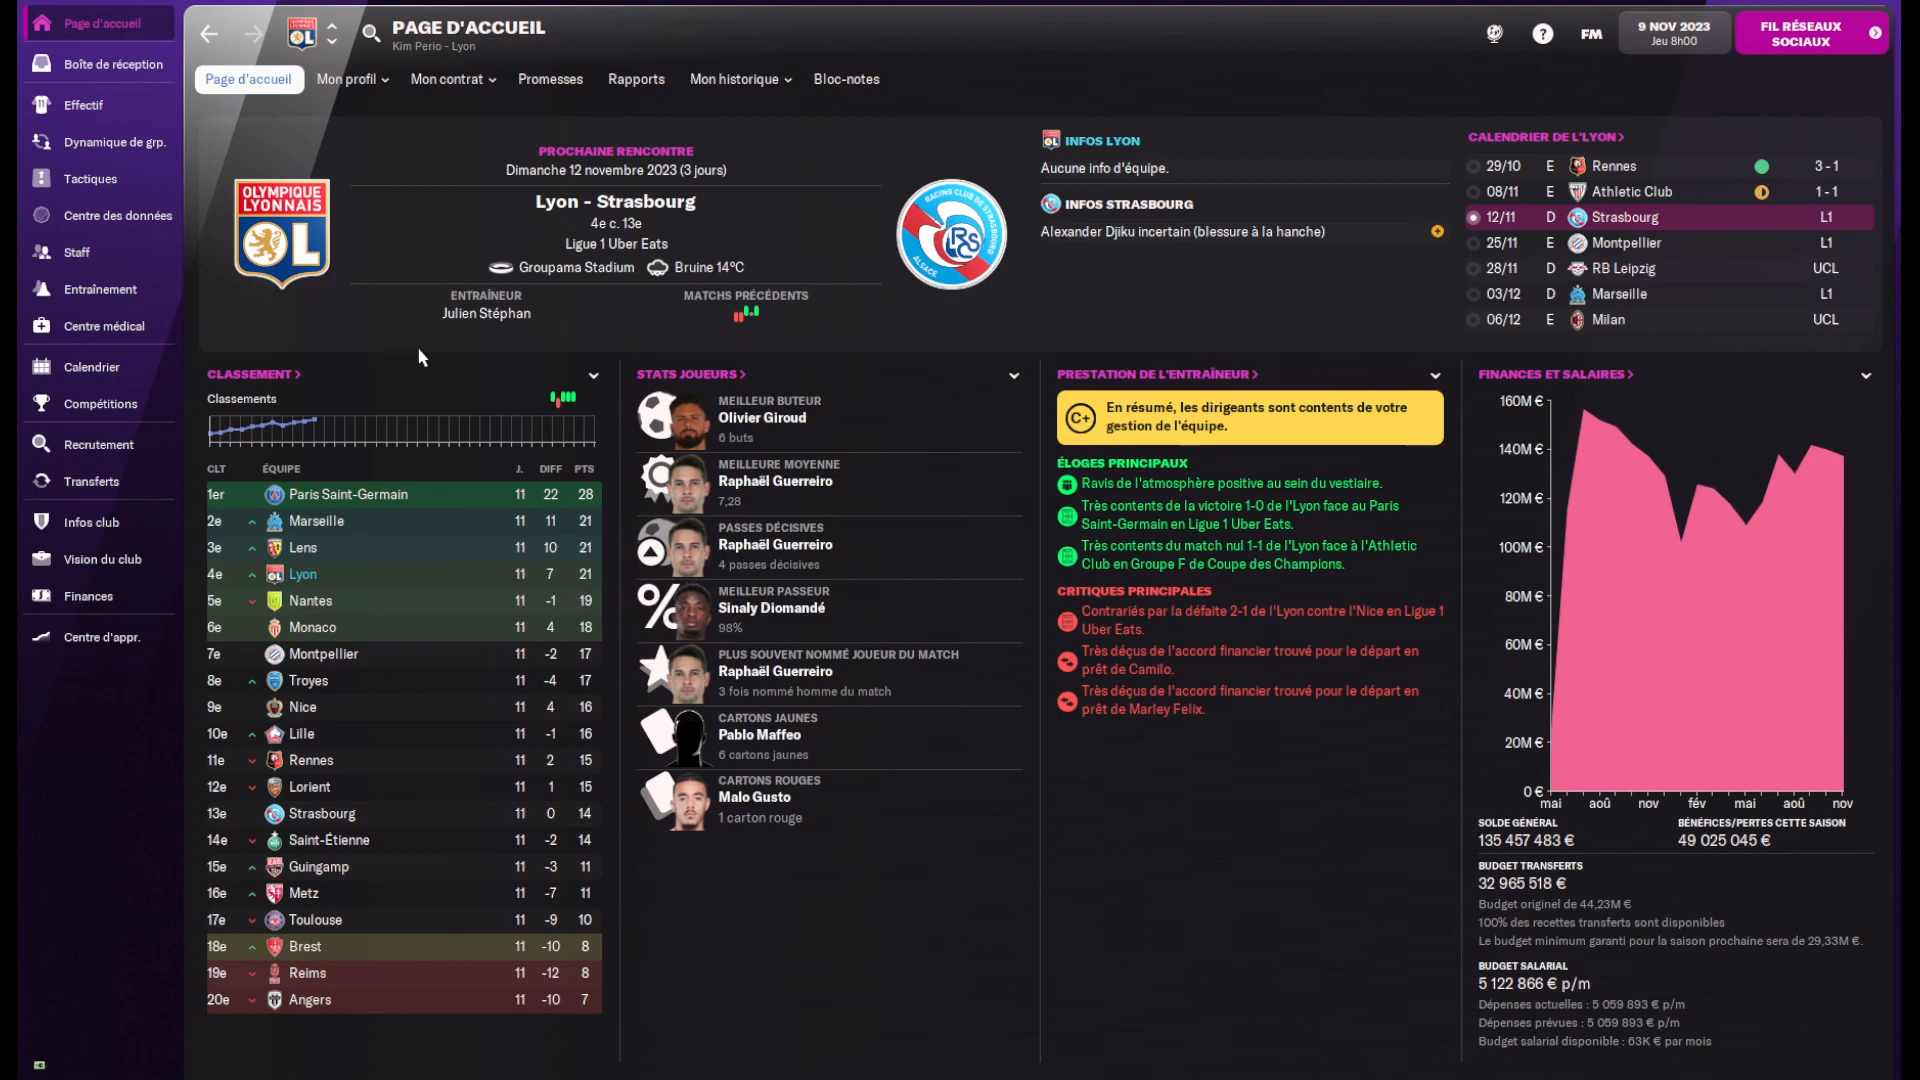 Page d'accueil
Boîte de réception
Effectif
Dynamique de grp.
Tactiques
Centre des données
Staff
Entraînement
Centre médical
Calendrier
Compétitions
Recrutement
Transferts
Infos club
Vision du club
Finances
Centre d'appr.
PAGE D'ACCUEIL
Kim Perio - Lyon
FM
9 NOV 2023
Jeu 8h00
FIL RÉSEAUX
SOCIAUX
Page d'accueil
Mon profil
Mon contrat
Promesses
Rapports
Mon historique
Bloc-notes
OLYMPIQUE
LYONNAIS
OL
PROCHAINE RENCONTRE
Dimanche 12 novembre 2023 (3 jours)
Lyon - Strasbourg
4e c. 13e
Ligue 1 Uber Eats
Groupama Stadium
Bruine 14ºC
ENTRAÎNEUR
Julien Stéphan
MATCHS PRÉCÉDENTS
RACING CLUB DE STRASBOURG
ALSACE
INFOS LYON
Aucune info d'équipe.
INFOS STRASBOURG
Alexander Djiku incertain (blessure à la hanche)
CALENDRIER DE L'LYON
29/10 E Rennes 3 - 1
08/11 E Athletic Club 1 - 1
12/11 D Strasbourg L1
25/11 E Montpellier L1
28/11 D RB Leipzig UCL
03/12 D Marseille L1
06/12 E Milan UCL
CLASSEMENT
Classements
CLT ÉQUIPE J. DIFF PTS
1er Paris Saint-Germain 11 22 28
2e Marseille 11 11 21
3e Lens 11 10 21
4e Lyon 11 7 21
5e Nantes 11 -1 19
6e Monaco 11 4 18
7e Montpellier 11 -2 17
8e Troyes 11 -4 17
9e Nice 11 4 16
10e Lille 11 -1 16
11e Rennes 11 2 15
12e Lorient 11 1 15
13e Strasbourg 11 0 14
14e Saint-Étienne 11 -2 14
15e Guingamp 11 -3 11
16e Metz 11 -7 11
17e Toulouse 11 -9 10
18e Brest 11 -10 8
19e Reims 11 -12 8
20e Angers 11 -10 7
STATS JOUEURS
MEILLEUR BUTEUR
Olivier Giroud
6 buts
MEILLEURE MOYENNE
Raphaël Guerreiro
7,28
PASSES DÉCISIVES
Raphaël Guerreiro
4 passes décisives
MEILLEUR PASSEUR
Sinaly Diomandé
98%
PLUS SOUVENT NOMMÉ JOUEUR DU MATCH
Raphaël Guerreiro
3 fois nommé homme du match
CARTONS JAUNES
Pablo Maffeo
6 cartons jaunes
CARTONS ROUGES
Malo Gusto
1 carton rouge
PRESTATION DE L'ENTRAÎNEUR
C+
En résumé, les dirigeants sont contents de votre
gestion de l'équipe.
ÉLOGES PRINCIPAUX
Ravis de l'atmosphère positive au sein du vestiaire.
Très contents de la victoire 1-0 de l'Lyon face au Paris
Saint-Germain en Ligue 1 Uber Eats.
Très contents du match nul 1-1 de l'Lyon face à l'Athletic
Club en Groupe F de Coupe des Champions.
CRITIQUES PRINCIPALES
Contrariés par la défaite 2-1 de l'Lyon contre l'Nice en Ligue 1
Uber Eats.
Très déçus de l'accord financier trouvé pour le départ en
prêt de Camilo.
Très déçus de l'accord financier trouvé pour le départ en
prêt de Marley Felix.
FINANCES ET SALAIRES
160M €
140M €
120M €
100M €
80M €
60M €
40M €
20M €
0 €
mai août nov fév mai août nov
SOLDE GÉNÉRAL
135 457 483 €
BÉNÉFICES/PERTES CETTE SAISON
49 025 045 €
BUDGET TRANSFERTS
32 965 518 €
Budget originel de 44,23M €
100% des recettes transferts sont disponibles
Le budget minimum garanti pour la saison prochaine sera de 29,33M €.
BUDGET SALARIAL
5 122 866 € p/m
Dépenses actuelles : 5 059 893 € p/m
Dépenses prévues : 5 059 893 € p/m
Budget salarial disponible : 63K € par mois